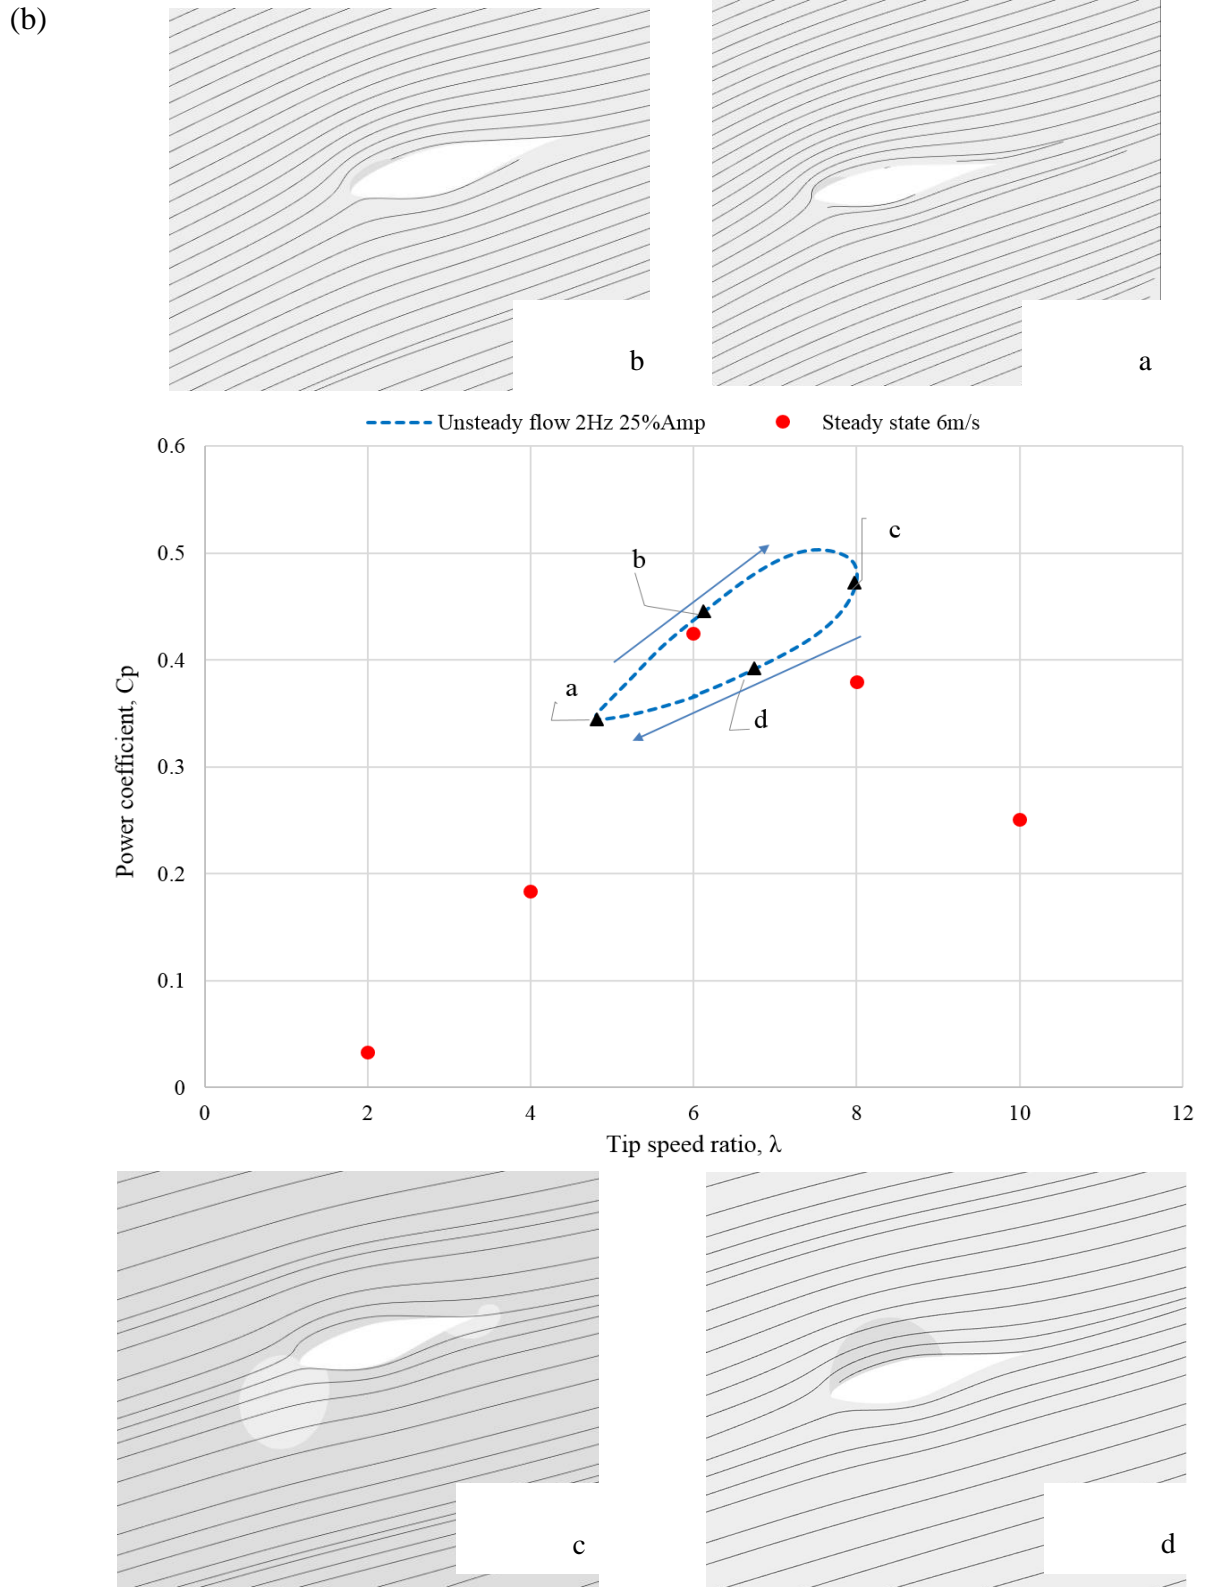 (b)
b
a
Unsteady flow 2Hz 25%Amp
Steady state 6m/s
0.6
0.5
0.4
0.3
0.2
0.1
0
Power coefficient, Cp
a
b
c
d
0
2
4
6
8
10
12
Tip speed ratio, λ
c
d